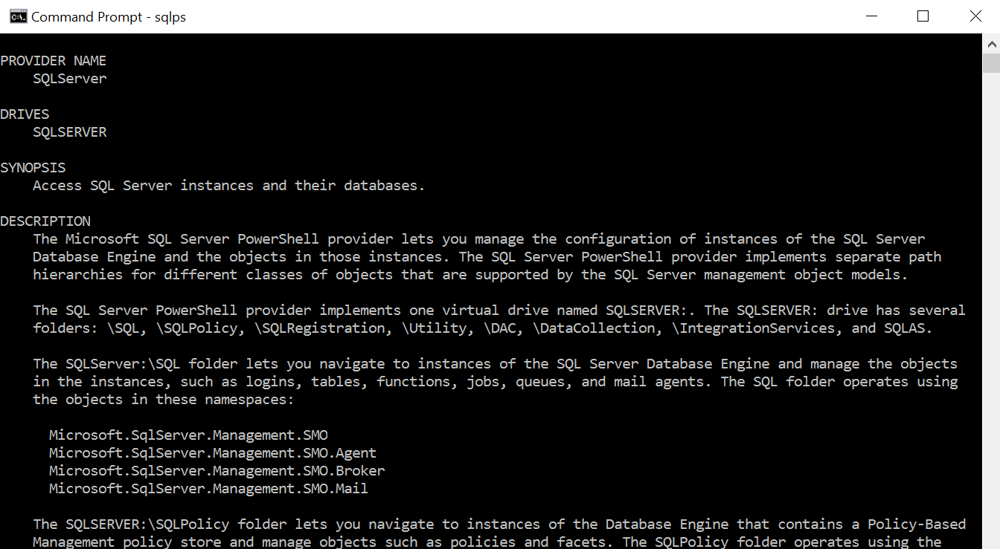 Command Prompt - sqlps
PROVIDER NAME
SQLServer
DRIVES
SQLSERVER
SYNOPSIS
Access SQL Server instances and their databases.
DESCRIPTION
The Microsoft SQL Server PowerShell provider lets you manage the configuration of instances of the SQL Server
Database Engine and the objects in those instances. The SQL Server PowerShell provider implements separate path
hierarchies for different classes of objects that are supported by the SQL Server management object models.
The SQL Server PowerShell provider implements one virtual drive named SQLSERVER:. The SQLSERVER: drive has several
folders: \SQL, \SQLPolicy, \SQLRegistration, \Utility, \DAC, \DataCollection, \IntegrationServices, and SQLAS.
The SQLServer:\SQL folder lets you navigate to instances of the SQL Server Database Engine and manage the objects
in the instances, such as logins, tables, functions, jobs, queues, and mail agents. The SQL folder operates using
the objects in these namespaces:
Microsoft.SqlServer.Management.SMO
Microsoft.SqlServer.Management.SMO.Agent
Microsoft.SqlServer.Management.SMO.Broker
Microsoft.SqlServer.Management.SMO.Mail
The SQLSERVER:\SQLPolicy folder lets you navigate to instances of the Database Engine that contains a Policy-Based
Management policy store and manage objects such as policies and facets. The SQLPolicy folder operates using the